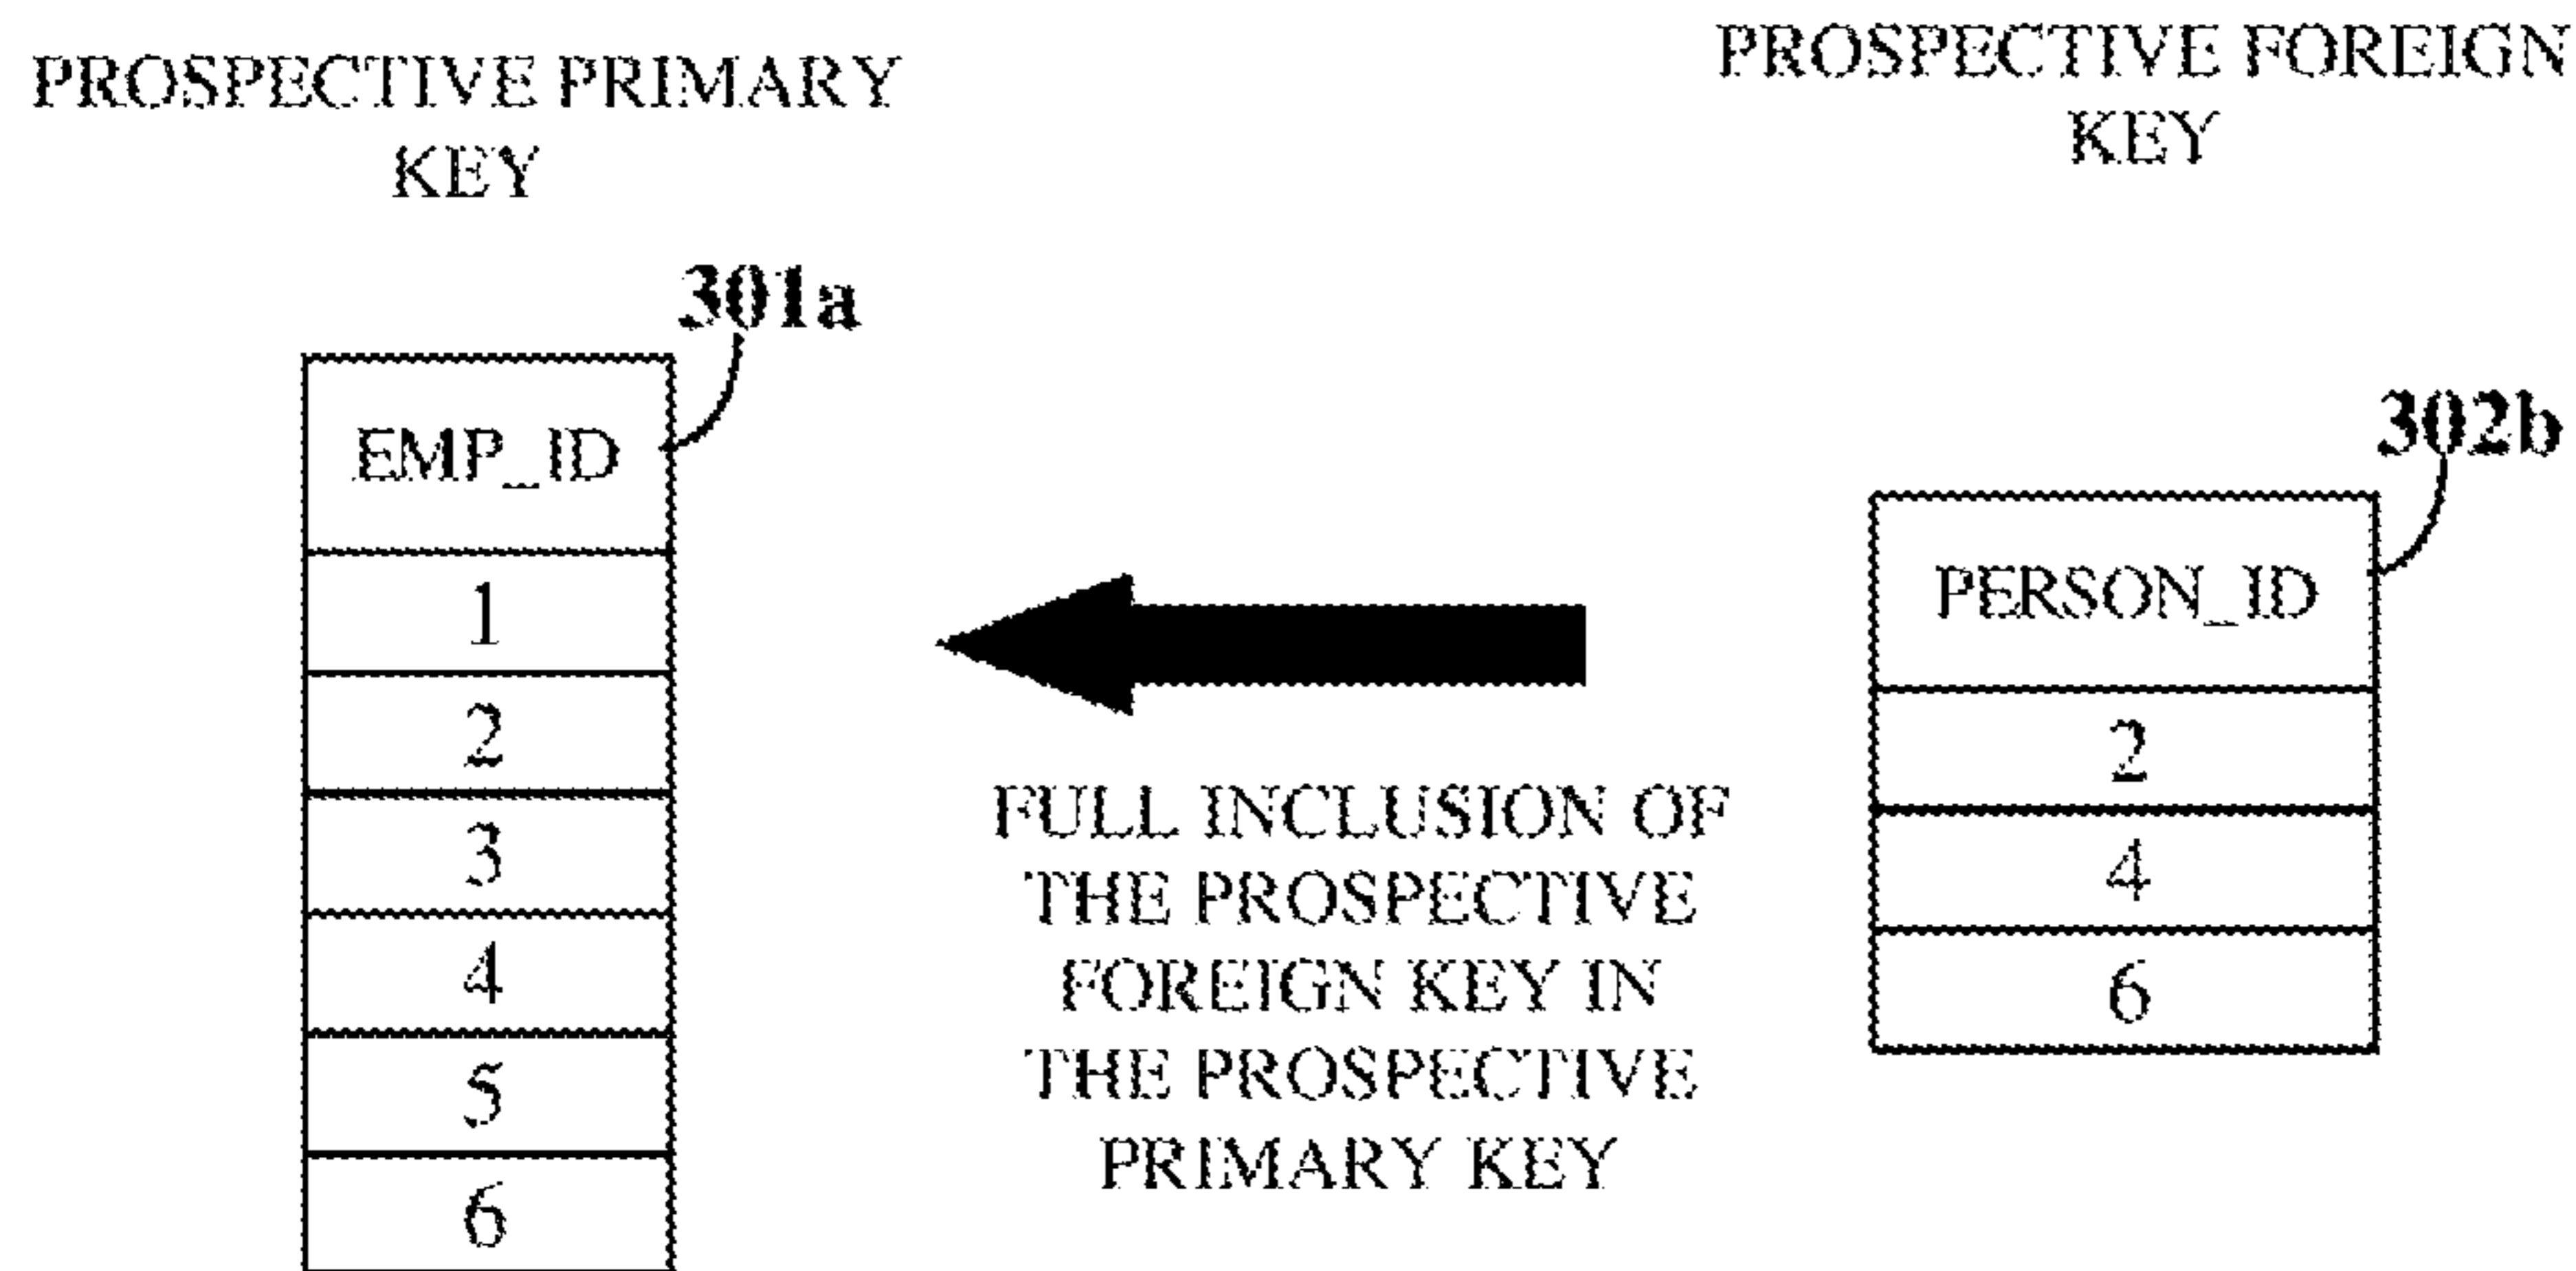 PROSPECTIVE PRIMARY
KEY
301a
EMP_ID
1
2
3
4
5
6
FULL INCLUSION OF
THE PROSPECTIVE
FOREIGN KEY IN
THE PROSPECTIVE
PRIMARY KEY
PROSPECTIVE FOREIGN
KEY
302b
PERSON_ID
2
4
6